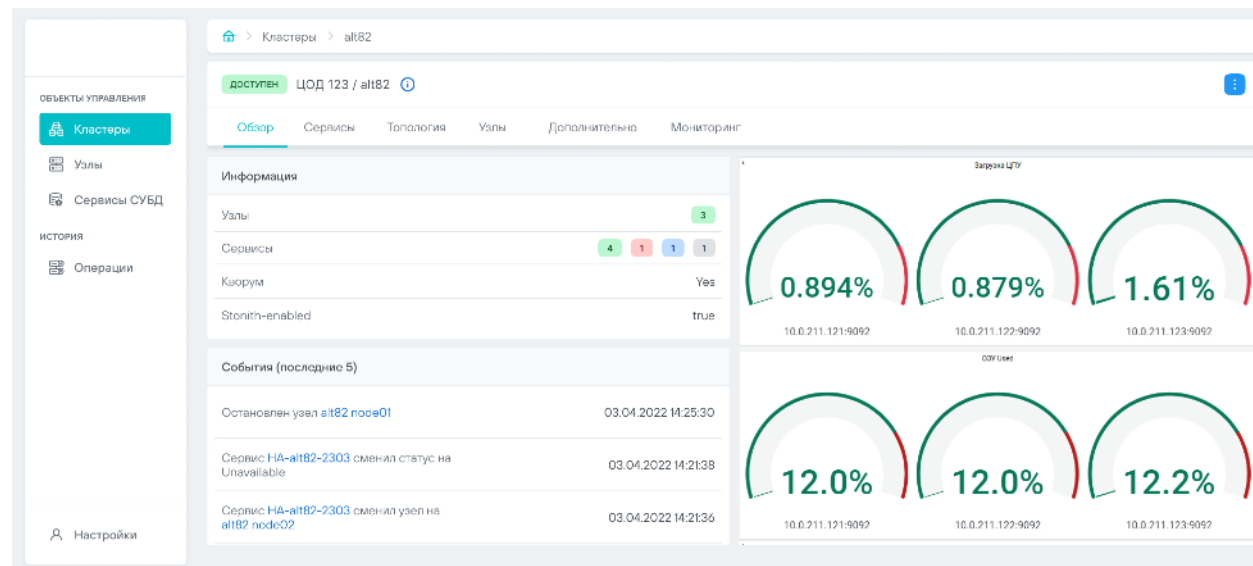 Кластеры > alt82
ДОСТУПЕН ЦОД 123 / alt82
ОБЪЕКТЫ УПРАВЛЕНИЯ
Кластеры
Узлы
Сервисы СУБД
ИСТОРИЯ
Операции
Настройки
Обзор Сервисы Топология Узлы Дополнительно Мониторинг
Информация
Узлы 3
Сервисы 4 1 1 1
Кворум Yes
Stonith-enabled true
События (последние 5)
Остановлен узел alt82 node01 03.04.2022 14:25:30
Сервис HA-alt82-2303 сменил статус на
Unavailable 03.04.2022 14:21:38
Сервис HA-alt82-2303 сменил узел на
alt82 node02 03.04.2022 14:21:36
Загрузка ЦПУ
0.894% 0.879% 1.61%
10.0.211.121:9092 10.0.211.122:9092 10.0.211.123:9092
ОЗУ Used
12.0% 12.0% 12.2%
10.0.211.121:9092 10.0.211.122:9092 10.0.211.123:9092